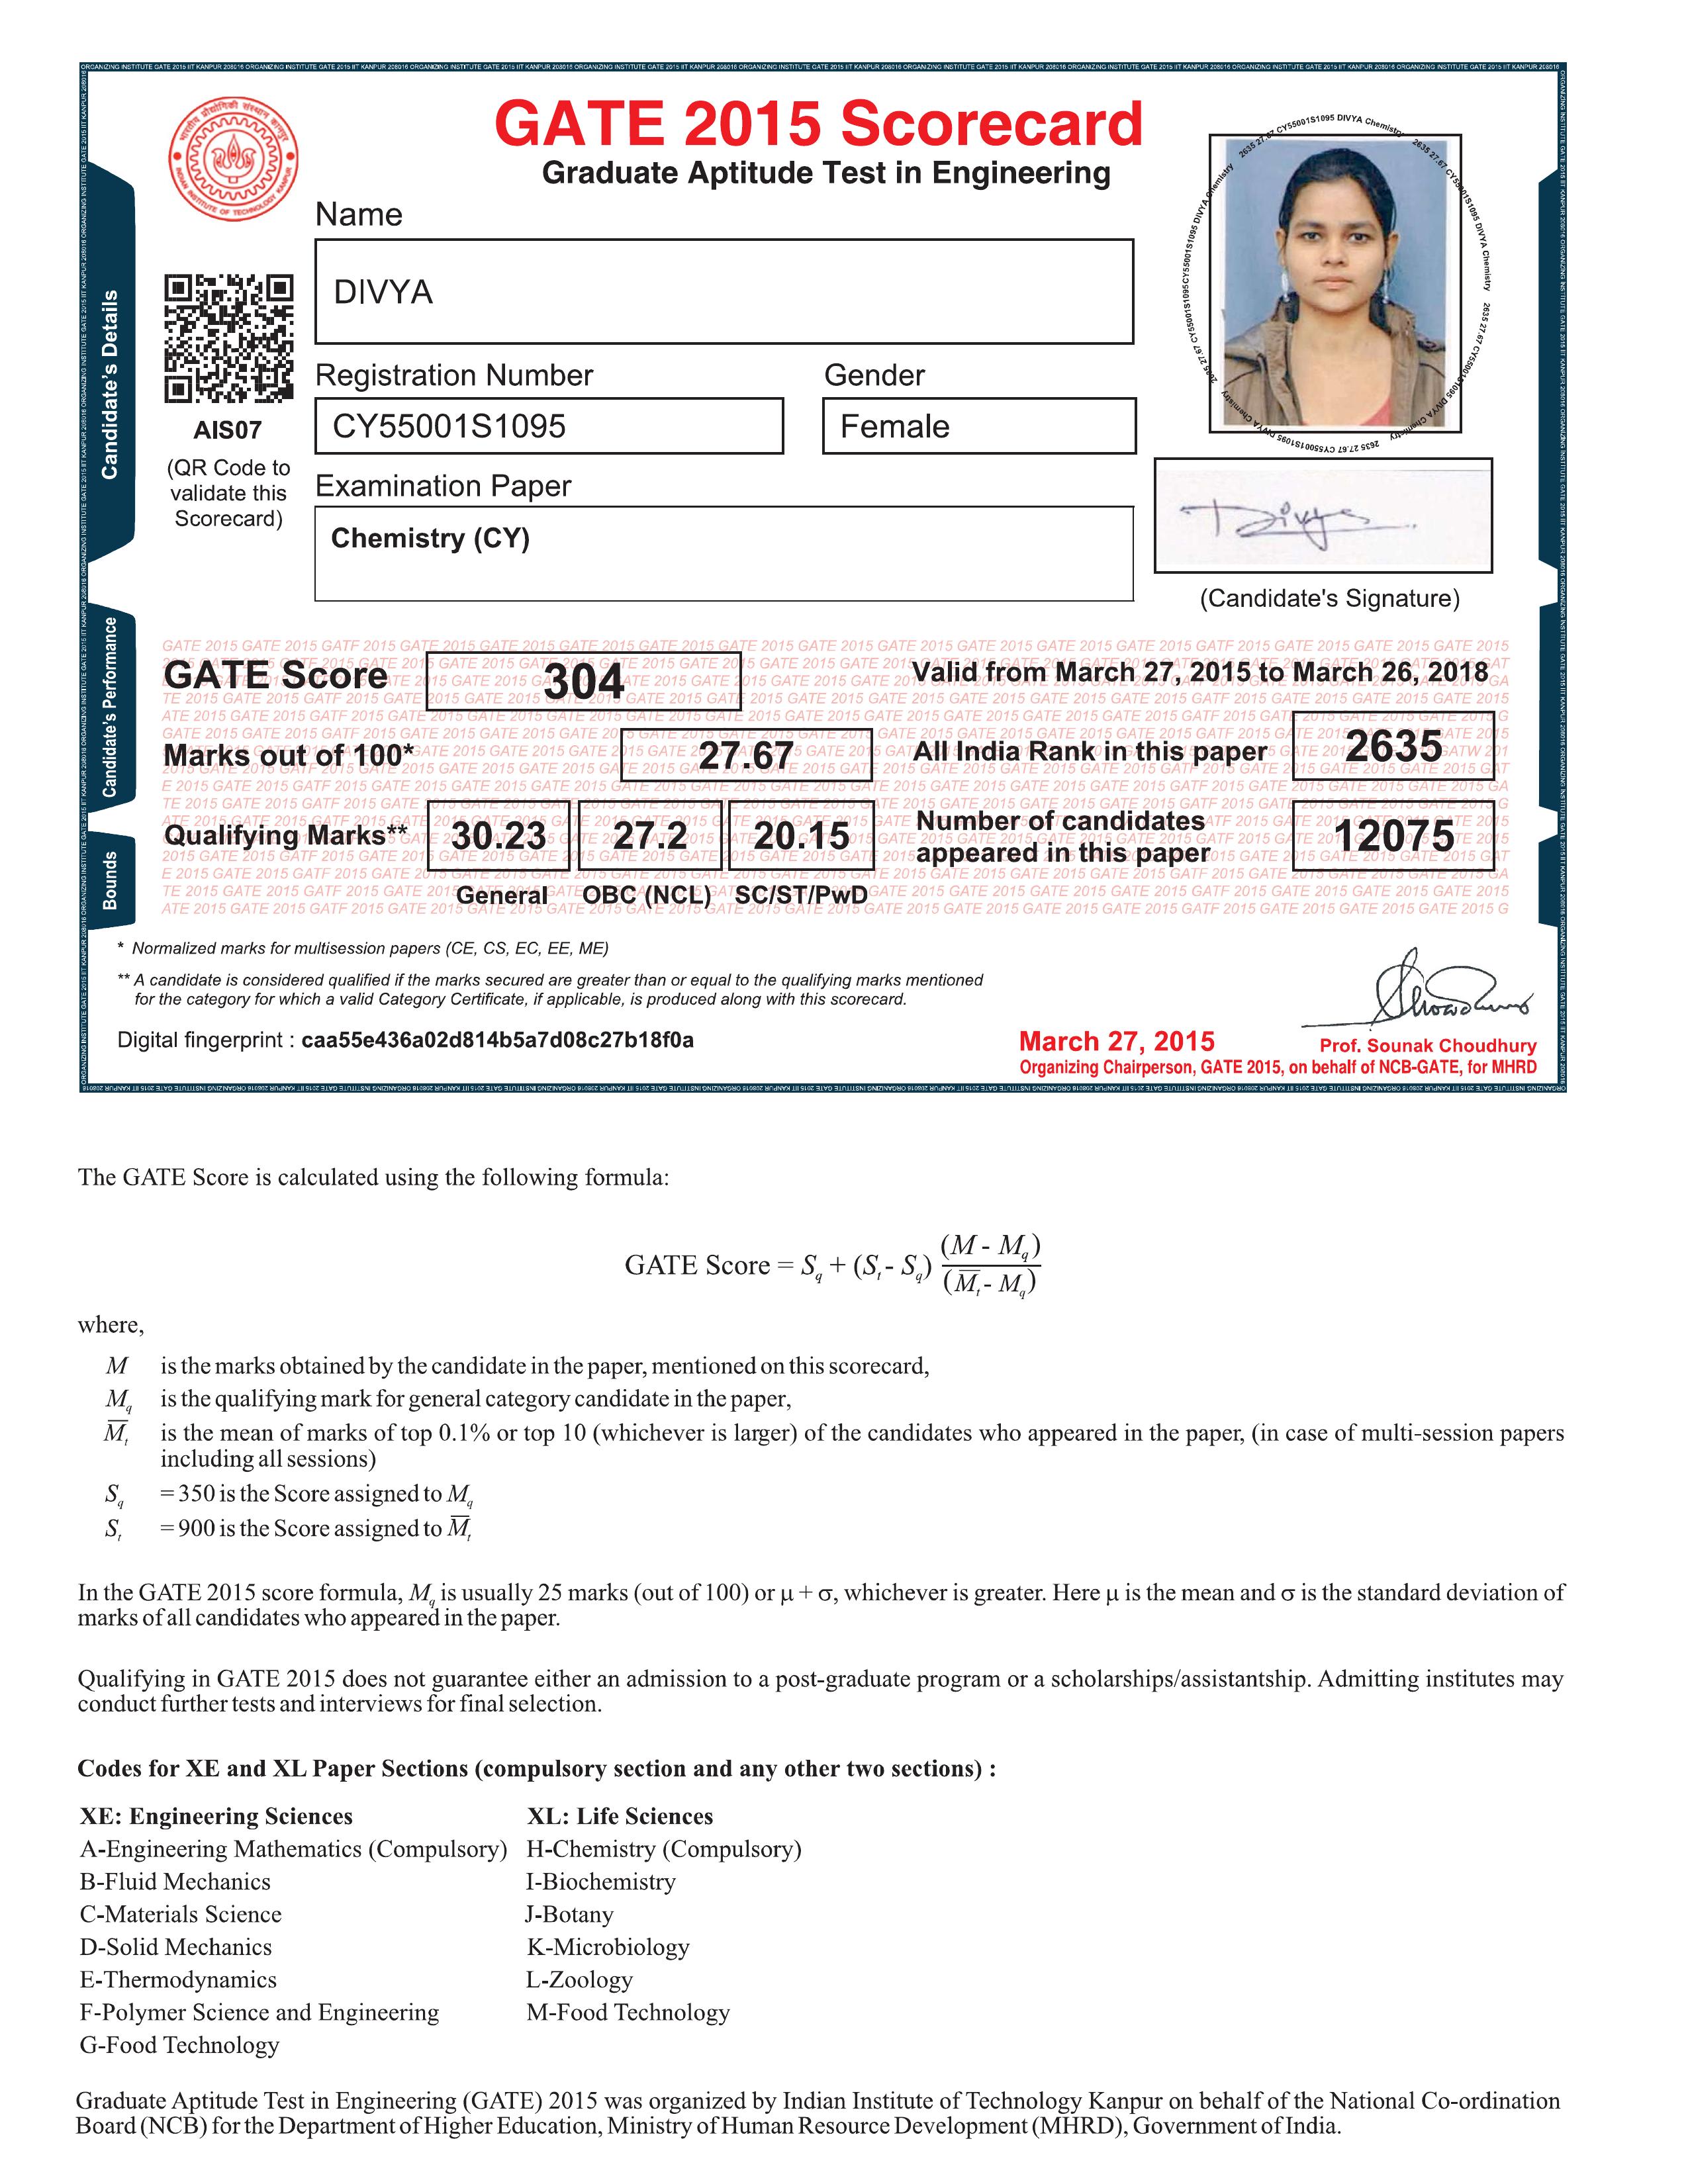 GATE 2015 Scorecard
Graduate Aptitude Test in Engineering
Candidate's Details
Name
DIVYA
Registration Number
Gender
CY55001S1095
Female
AIS07
(QR Code to
validate this
Scorecard)
Examination Paper
Chemistry (CY)
Divya
(Candidate's Signature)
Candidate's Performance
GATE Score
304
Valid from March 27, 2015 to March 26, 2018
Marks out of 100*
27.67
All India Rank in this paper
2635
Bounds
Qualifying Marks**
30.23
27.2
20.15
Number of candidates
appeared in this paper
12075
General
OBC (NCL)
SC/ST/PwD
* Normalized marks for multisession papers (CE, CS, EC, EE, ME)
** A candidate is considered qualified if the marks secured are greater than or equal to the qualifying marks mentioned
for the category for which a valid Category Certificate, if applicable, is produced along with this scorecard.
Digital fingerprint : caa55e436a02d814b5a7d08c27b18f0a
March 27, 2015
Prof. Sounak Choudhury
Organizing Chairperson, GATE 2015, on behalf of NCB-GATE, for MHRD
The GATE Score is calculated using the following formula:
GATE Score = S_q + (S_t - S_q) (M - M_q) / (M̅_t - M_q)
where,
M is the marks obtained by the candidate in the paper, mentioned on this scorecard,
M_q is the qualifying mark for general category candidate in the paper,
M̅_t is the mean of marks of top 0.1% or top 10 (whichever is larger) of the candidates who appeared in the paper, (in case of multi-session papers
including all sessions)
S_q = 350 is the Score assigned to M_q
S_t = 900 is the Score assigned to M̅_t
In the GATE 2015 score formula, M_q is usually 25 marks (out of 100) or μ + σ, whichever is greater. Here μ is the mean and σ is the standard deviation of
marks of all candidates who appeared in the paper.
Qualifying in GATE 2015 does not guarantee either an admission to a post-graduate program or a scholarships/assistantship. Admitting institutes may
conduct further tests and interviews for final selection.
Codes for XE and XL Paper Sections (compulsory section and any other two sections) :
XE: Engineering Sciences
A-Engineering Mathematics (Compulsory)
B-Fluid Mechanics
C-Materials Science
D-Solid Mechanics
E-Thermodynamics
F-Polymer Science and Engineering
G-Food Technology
XL: Life Sciences
H-Chemistry (Compulsory)
I-Biochemistry
J-Botany
K-Microbiology
L-Zoology
M-Food Technology
Graduate Aptitude Test in Engineering (GATE) 2015 was organized by Indian Institute of Technology Kanpur on behalf of the National Co-ordination
Board (NCB) for the Department of Higher Education, Ministry of Human Resource Development (MHRD), Government of India.